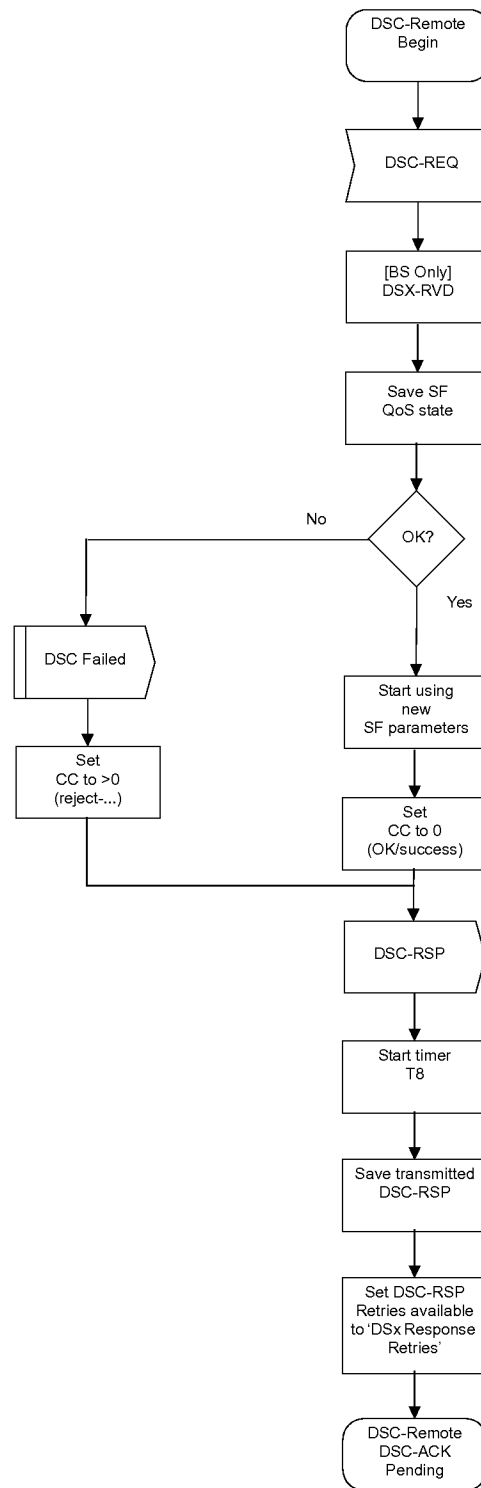 DSC-Remote
Begin
DSC-REQ
[BS Only]
DSX-RVD
Save SF
QoS state
No
OK?
Yes
DSC Failed
Start using
new
SF parameters
Set
CC to >0
(reject-...)
Set
CC to 0
(OK/success)
DSC-RSP
Start timer
T8
Save transmitted
DSC-RSP
Set DSC-RSP
Retries available
to ‘DSx Response
Retries’
DSC-Remote
DSC-ACK
Pending